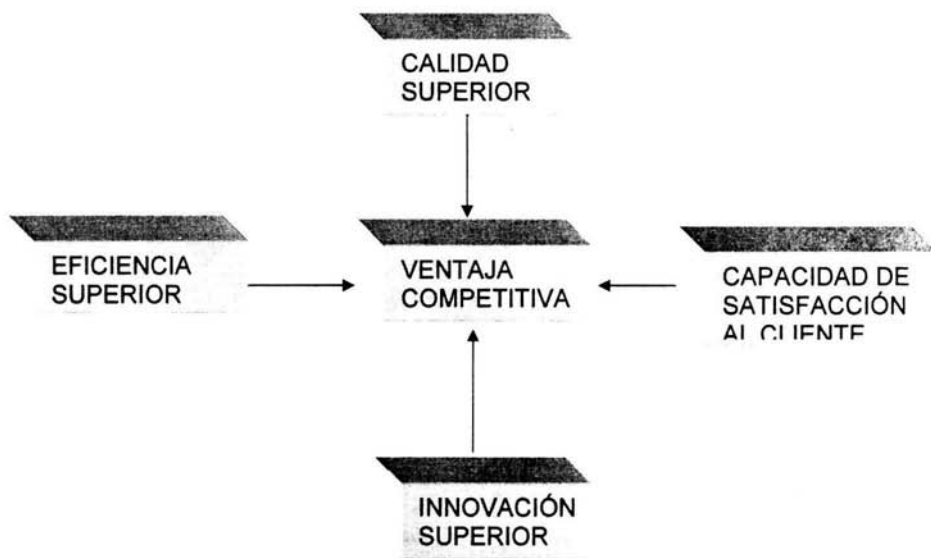 CALIDAD
SUPERIOR
EFICIENCIA
SUPERIOR
VENTAJA
COMPETITIVA
CAPACIDAD DE
SATISFACCIÓN
AL CLIENTE
INNOVACIÓN
SUPERIOR